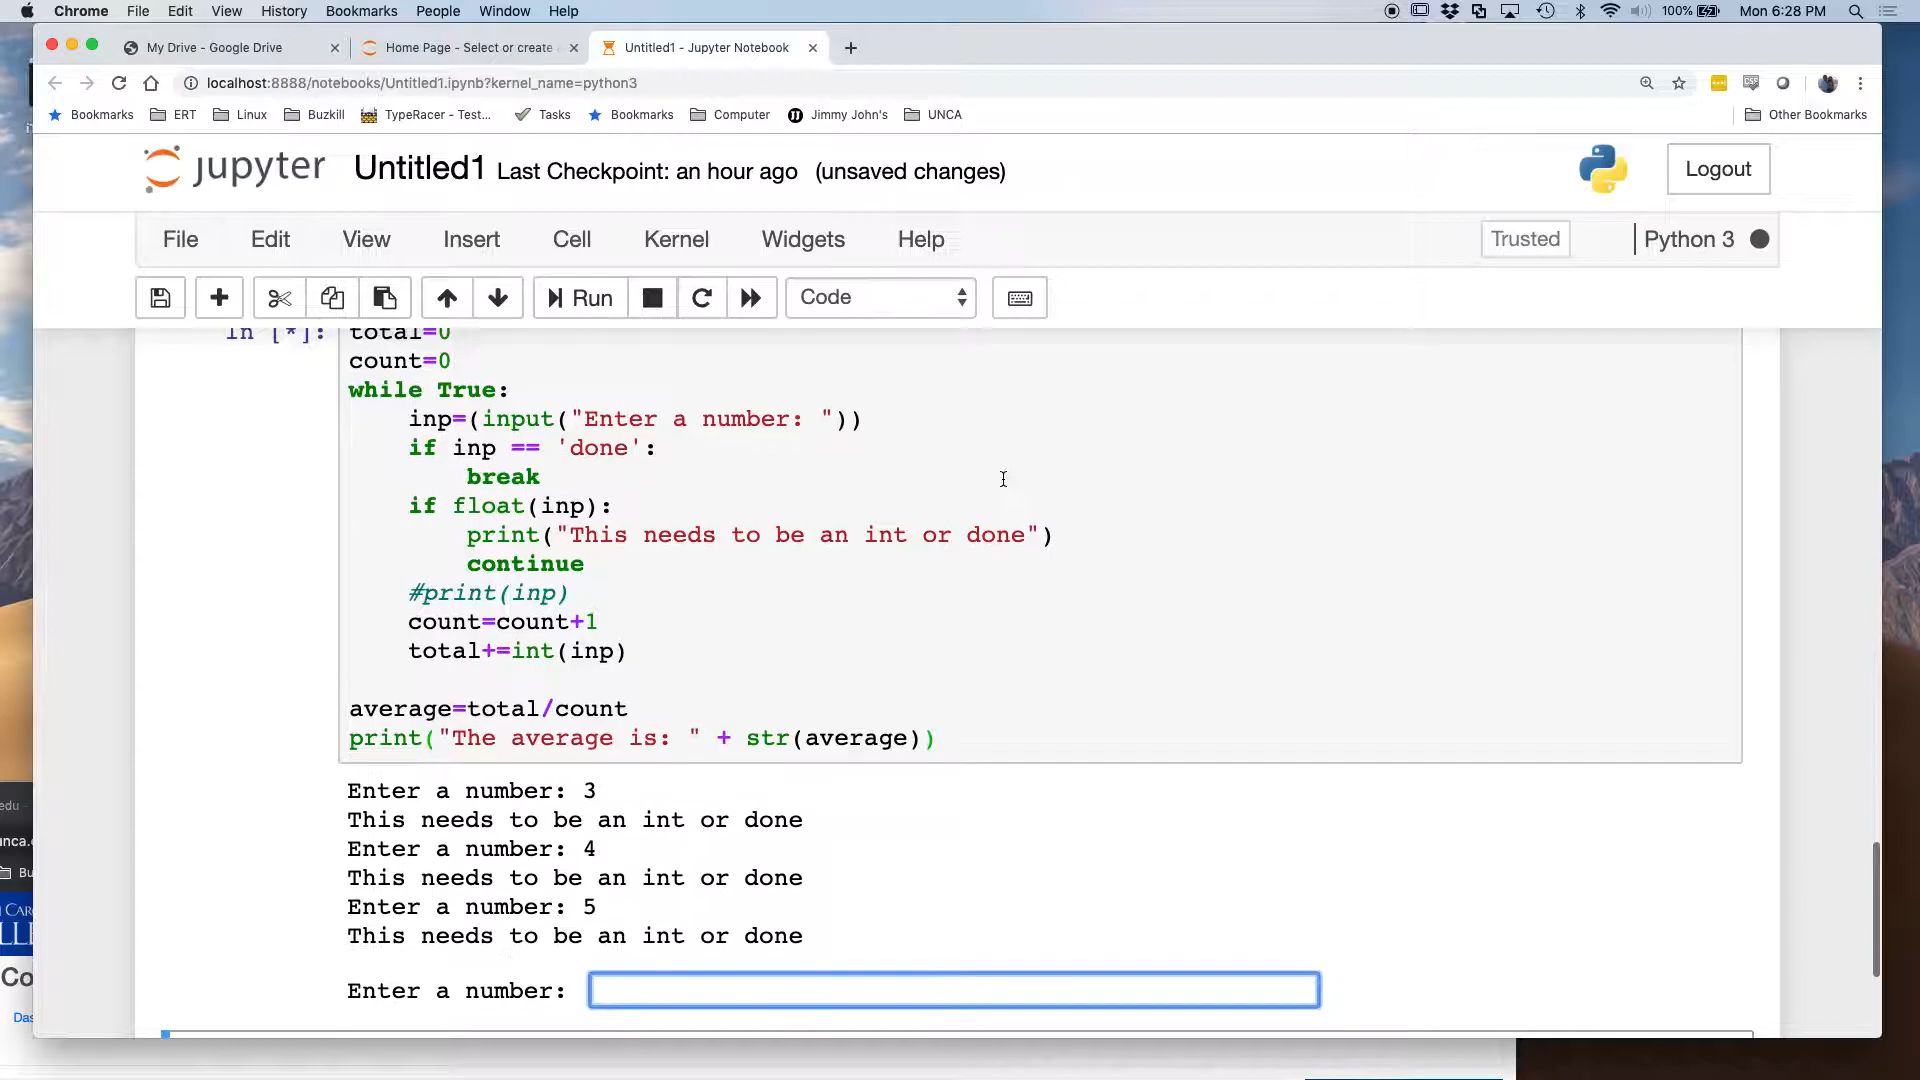 Chrome File Edit View History Bookmarks People Window Help 100% Mon 6:28 PM
My Drive - Google Drive Home Page - Select or create Untitled1 - Jupyter Notebook
localhost:8888/notebooks/Untitled1.ipynb?kernel_name=python3
Bookmarks ERT Linux Buzkill TypeRacer - Test... Tasks Bookmarks Computer Jimmy John's UNCA Other Bookmarks
jupyter Untitled1 Last Checkpoint: an hour ago (unsaved changes) Logout
File Edit View Insert Cell Kernel Widgets Help Trusted Python 3
Run Code
In [*]: total=0
count=0
while True:
inp=(input("Enter a number: "))
if inp == 'done':
break
if float(inp):
print("This needs to be an int or done")
continue
#print(inp)
count=count+1
total+=int(inp)
average=total/count
print("The average is: " + str(average))
Enter a number: 3
This needs to be an int or done
Enter a number: 4
This needs to be an int or done
Enter a number: 5
This needs to be an int or done
Enter a number:
edu
Bu
Co
Das